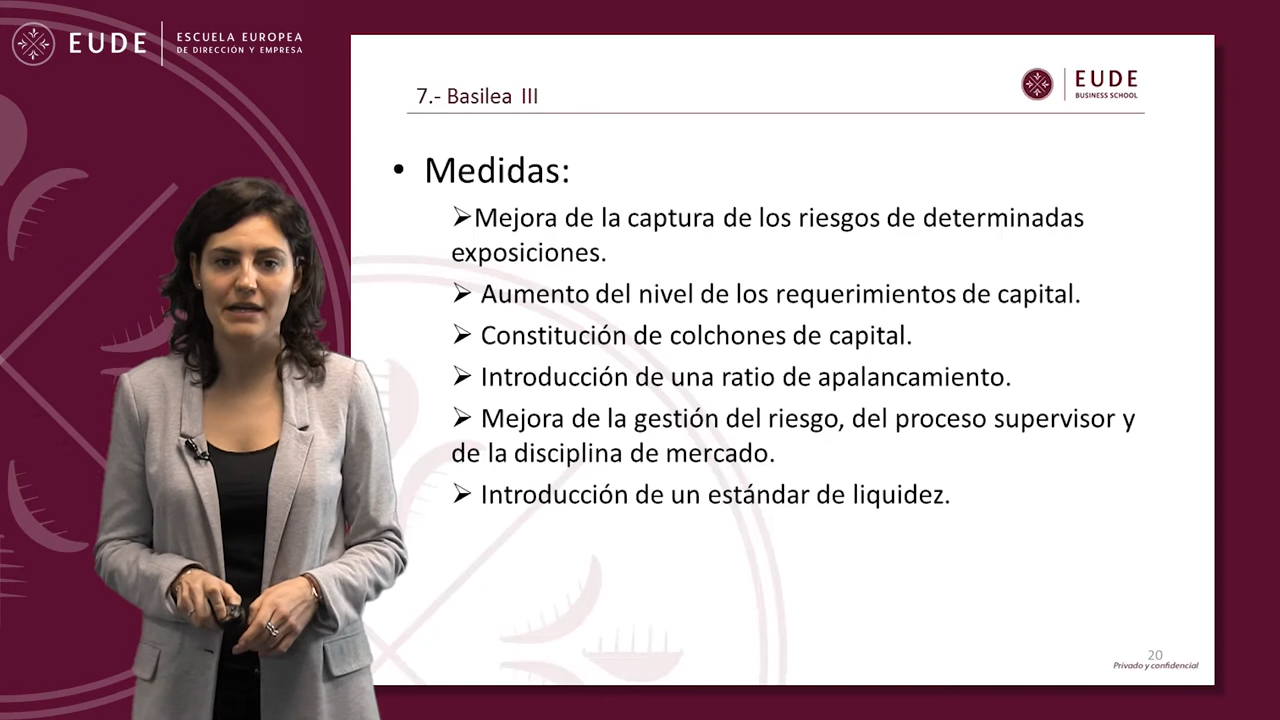 EUDE
ESCUELA EUROPEA
DE DIRECCIÓN Y EMPRESA
7.- Basilea III
EUDE
BUSINESS SCHOOL
• Medidas:
➢Mejora de la captura de los riesgos de determinadas
exposiciones.
➢ Aumento del nivel de los requerimientos de capital.
➢ Constitución de colchones de capital.
➢ Introducción de una ratio de apalancamiento.
➢ Mejora de la gestión del riesgo, del proceso supervisor y
de la disciplina de mercado.
➢ Introducción de un estándar de liquidez.
20
Privado y confidencial